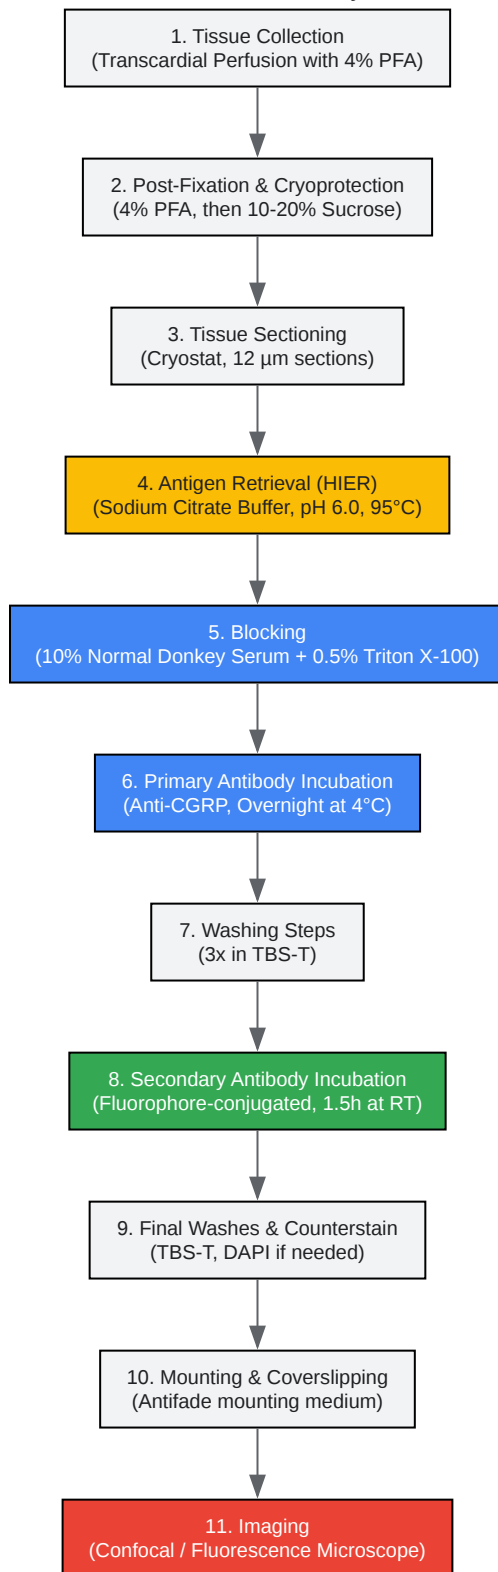 1. Tissue Collection
(Transcardial Perfusion with 4% PFA)
2. Post-Fixation & Cryoprotection
(4% PFA, then 10-20% Sucrose)
3. Tissue Sectioning
(Cryostat, 12 µm sections)
4. Antigen Retrieval (HIER)
(Sodium Citrate Buffer, pH 6.0, 95°C)
5. Blocking
(10% Normal Donkey Serum + 0.5% Triton X-100)
6. Primary Antibody Incubation
(Anti-CGRP, Overnight at 4°C)
7. Washing Steps
(3x in TBS-T)
8. Secondary Antibody Incubation
(Fluorophore-conjugated, 1.5h at RT)
9. Final Washes & Counterstain
(TBS-T, DAPI if needed)
10. Mounting & Coverslipping
(Antifade mounting medium)
11. Imaging
(Confocal / Fluorescence Microscope)